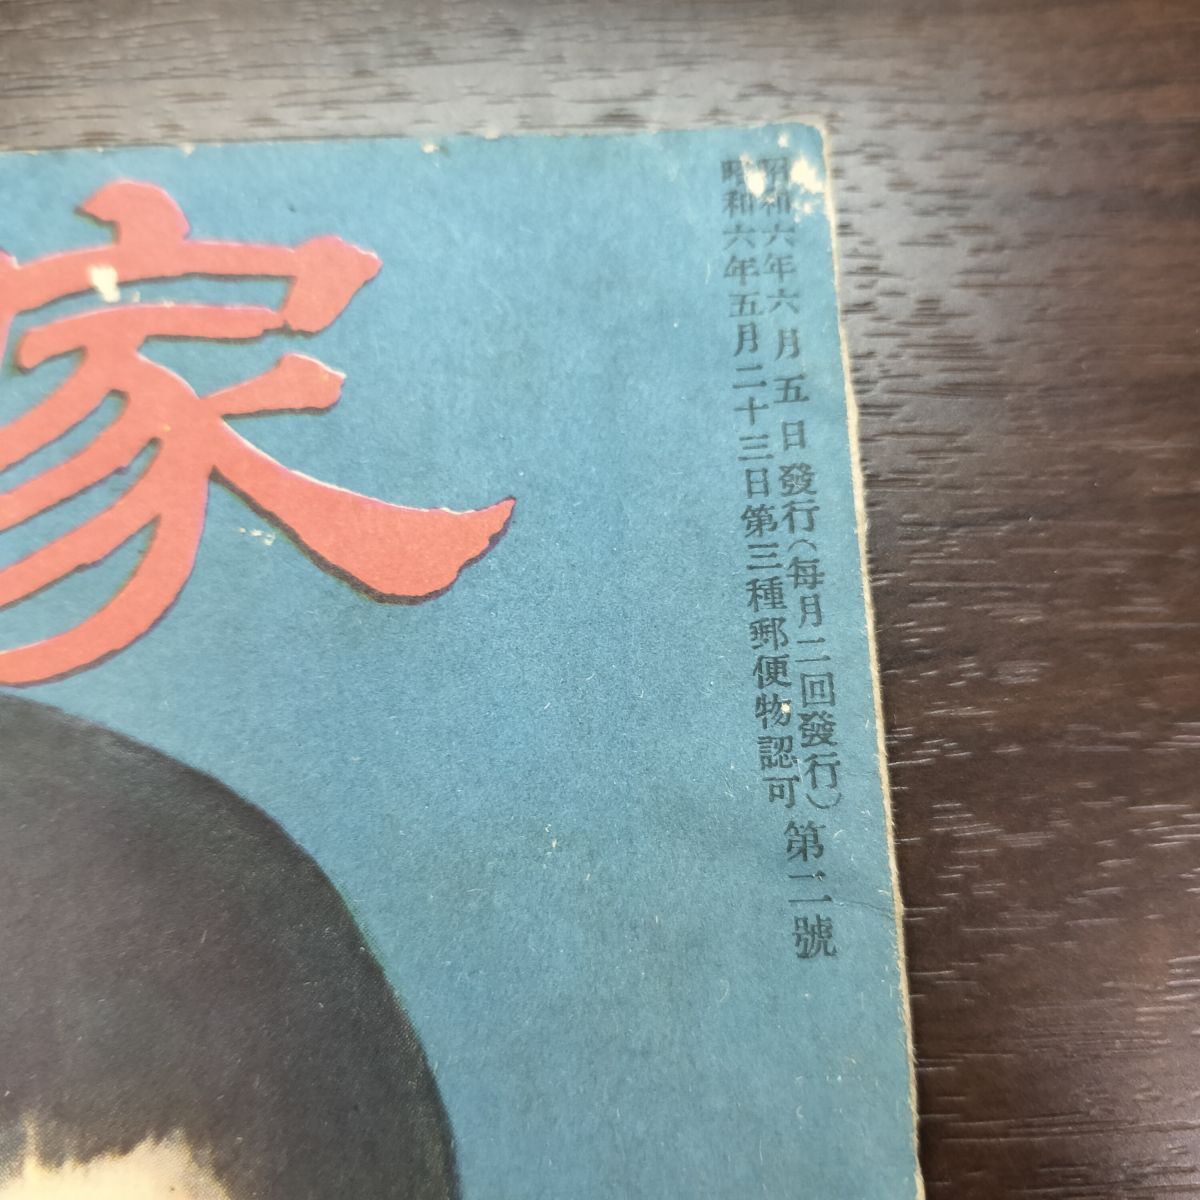 家
昭和六年六月五日發行(每月二回發行)
昭和六年五月二十三日第三種郵便物認可
第二號